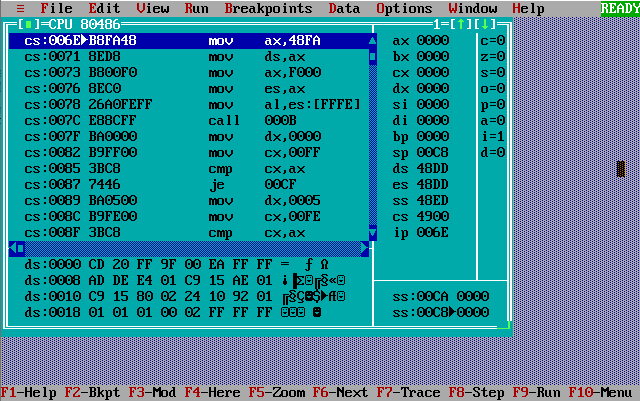 ≡ File Edit View Run Breakpoints Data Options Window Help READY
[■]=CPU 80486 1=[↑][↓]
cs:006E►B8FA48 mov ax,48FA ax 0000 c=0
cs:0071 8ED8 mov ds,ax bx 0000 z=0
cs:0073 B800F0 mov ax,F000 cx 0000 s=0
cs:0076 8EC0 mov es,ax dx 0000 o=0
cs:0078 26A0FEFF mov al,es:[FFFE] si 0000 p=0
cs:007C E88CFF call 000B di 0000 a=0
cs:007F BA0000 mov dx,0000 bp 0000 i=1
cs:0082 B9FF00 mov cx,00FF sp 00C8 d=0
cs:0085 3BC8 cmp cx,ax ds 48DD
cs:0087 7446 je 00CF es 48DD
cs:0089 BA0500 mov dx,0005 ss 48ED
cs:008C B9FE00 mov cx,00FE cs 4900
cs:008F 3BC8 cmp cx,ax ip 006E
ds:0000 CD 20 FF 9F 00 EA FF FF = ƒ Ω
ds:0008 AD DE E4 01 C9 15 AE 01 ¡▐Σ☺╔§«☺
ds:0010 C9 15 80 02 24 10 92 01 ╔§Ç☻$►Æ☺ ss:00CA 0000
ds:0018 01 01 01 00 02 FF FF FF ☺☺☺ ☻ ss:00C8►0000
F1-Help F2-Bkpt F3-Mod F4-Here F5-Zoom F6-Next F7-Trace F8-Step F9-Run F10-Menu